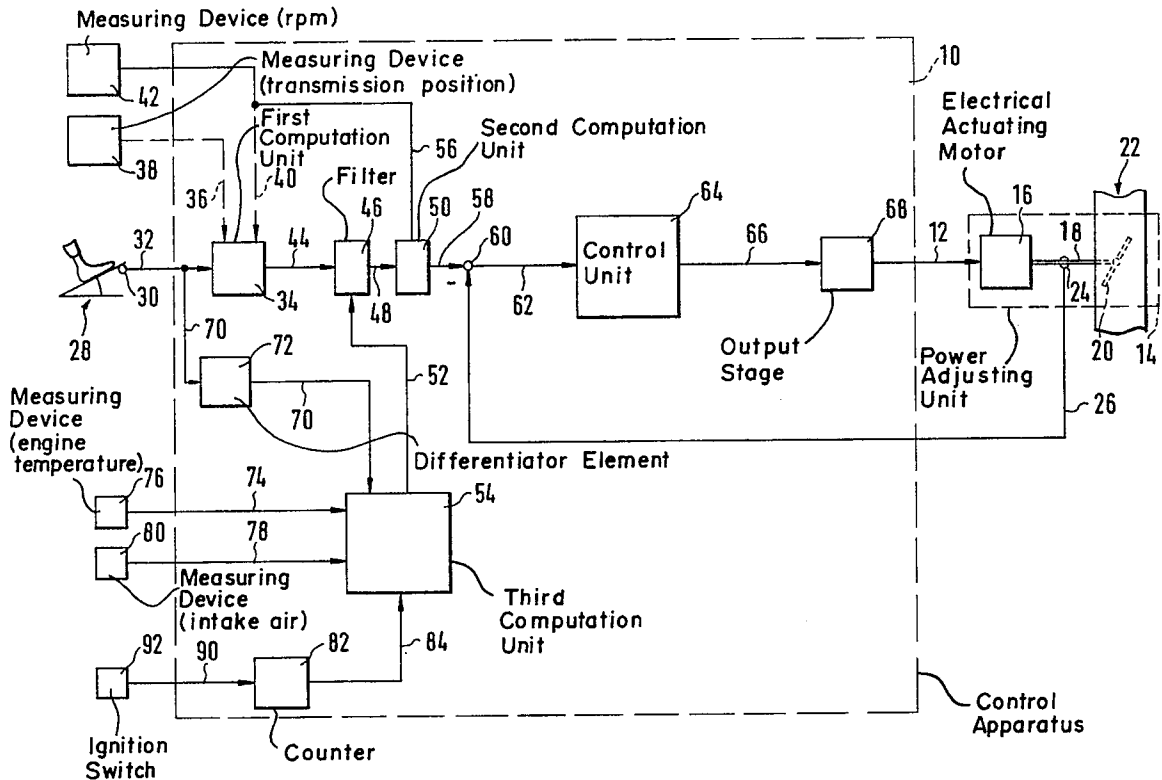 Measuring Device (rpm)
42
Measuring Device
(transmission position)
10
38
First
Computation
Unit
36
40
56
Second Computation
Unit
Electrical
Actuating
Motor
22
Filter
46
50
58
60
64
Control
Unit
66
68
12
16
18
24
32
30
28
34
44
48
-
62
70
72
70
52
Output
Stage
Power
Adjusting
Unit
20
14
26
Measuring
Device
(engine
temperature)
76
74
Differentiator Element
54
80
78
Measuring
Device
(intake air)
Third
Computation
Unit
92
90
82
84
Ignition
Switch
Counter
Control
Apparatus